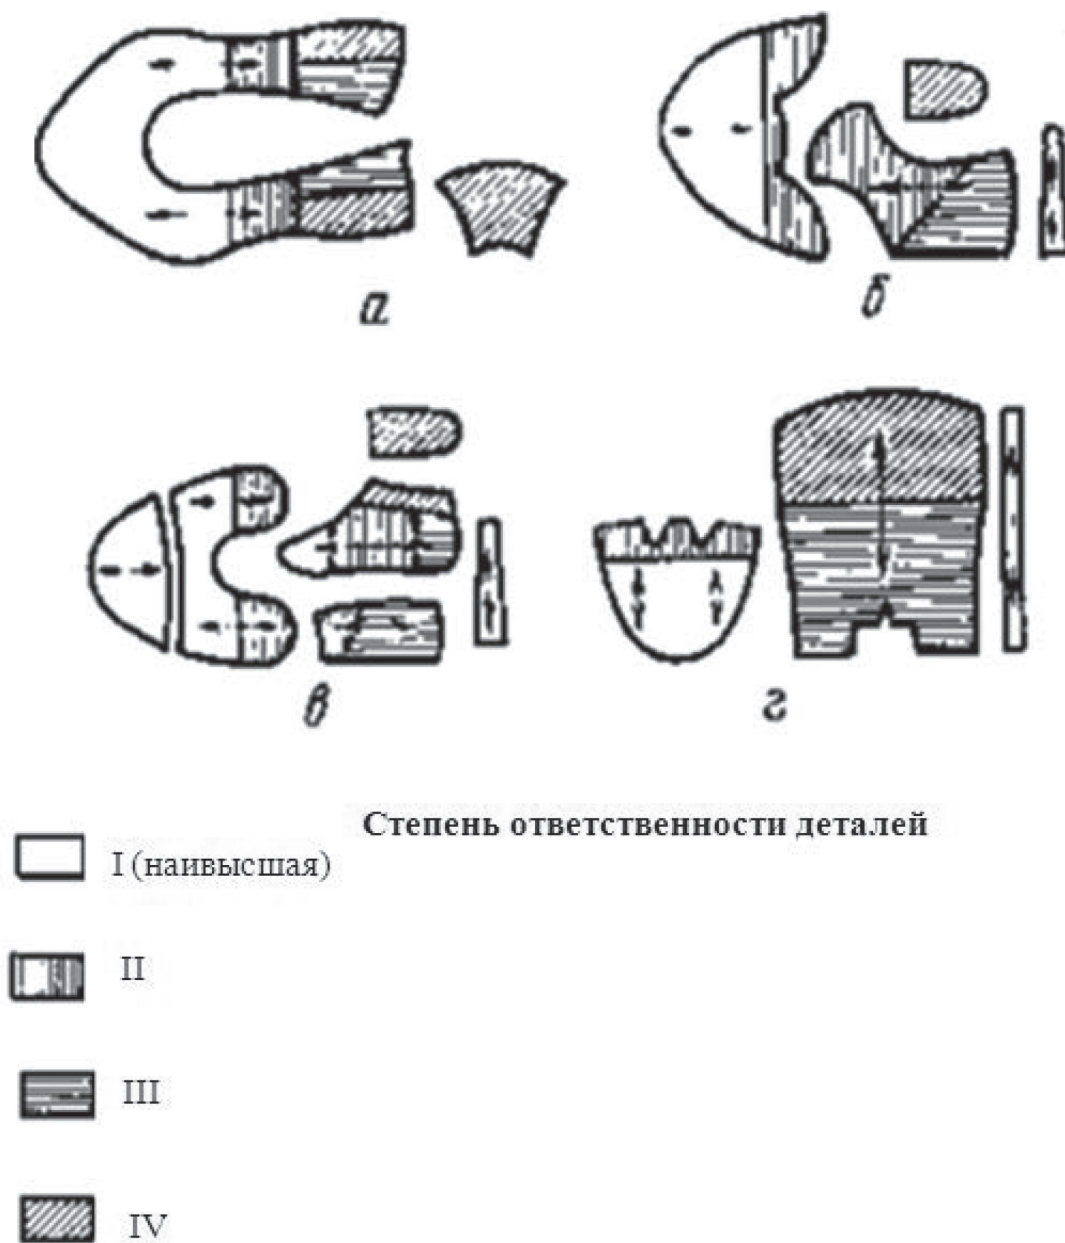 а
б
в
г
Степень ответственности деталей
I (наивысшая)
II
III
IV